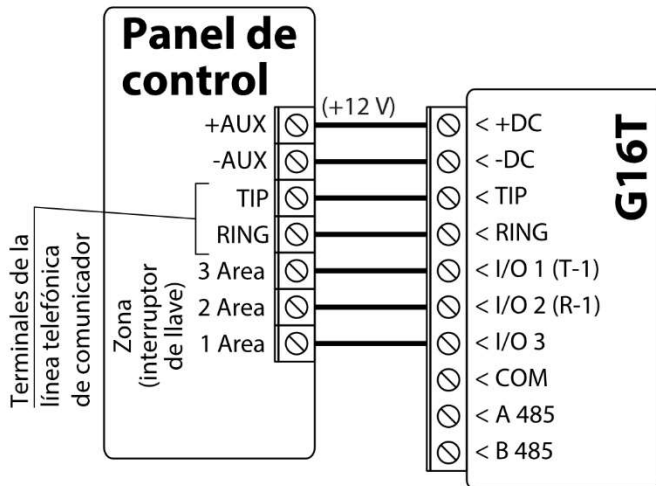 Panel de
control
(+12 V)
+AUX
-AUX
TIP
RING
3 Area
2 Area
1 Area
Zona
(interruptor
de llave)
Terminales de la
línea telefónica
de comunicador
G16T
< +DC
< -DC
< TIP
< RING
< I/O 1 (T-1)
< I/O 2 (R-1)
< I/O 3
< COM
< A 485
< B 485